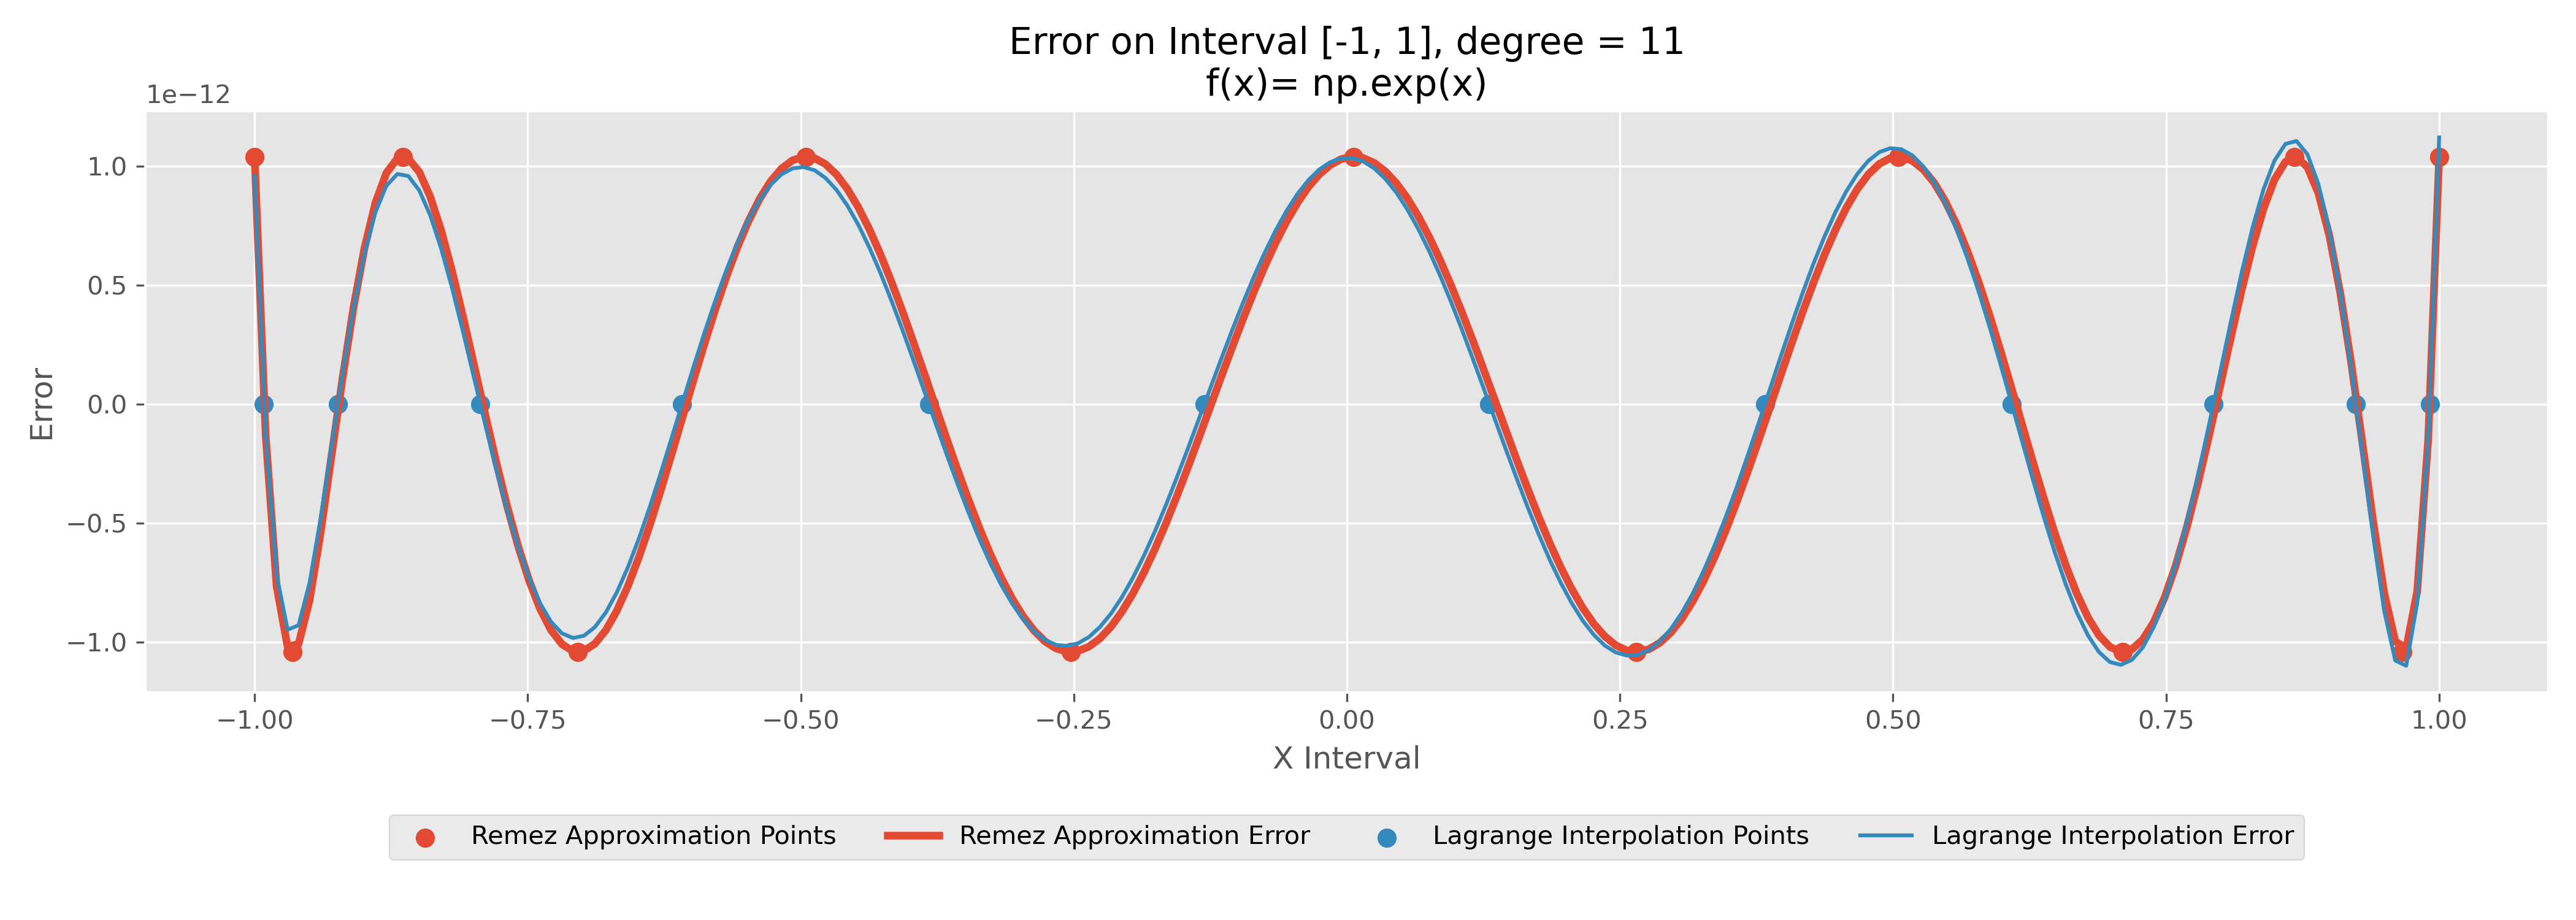 Error on Interval [-1, 1], degree = 11
f(x)= np.exp(x)
1e−12
1.0
0.5
0.0
−0.5
−1.0
Error
−1.00 −0.75 −0.50 −0.25 0.00 0.25 0.50 0.75 1.00
X Interval
Remez Approximation Points Remez Approximation Error Lagrange Interpolation Points Lagrange Interpolation Error